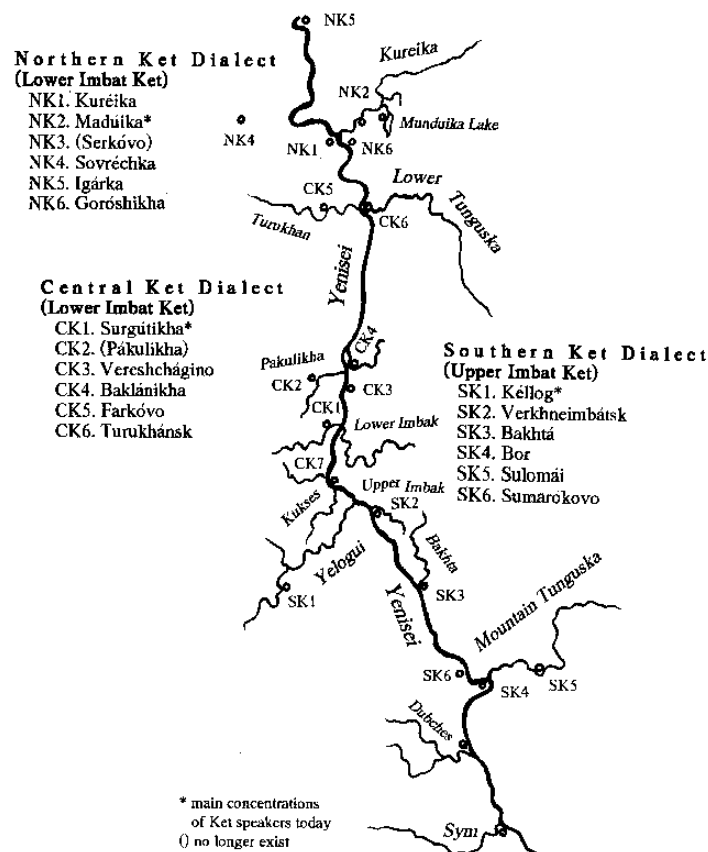 NK5
Northern Ket Dialect
(Lower Imbat Ket)
NK1. Kuréika
NK2. Madúika*
NK3. (Serkóvo)
NK4. Sovréchka
NK5. Igárka
NK6. Goróshikha
Kureika
NK2
Munduika Lake
NK4
NK1
NK6
CK5
Lower
Tunguska
Turukhan
CK6
Yenisei
Central Ket Dialect
(Lower Imbat Ket)
CK1. Surgútikha*
CK2. (Pákulikha)
CK3. Vereshchágino
CK4. Baklánikha
CK5. Farkóvo
CK6. Turukhánsk
CK4
Pakulikha
CK2
CK3
CK1
Lower Imbak
Southern Ket Dialect
(Upper Imbat Ket)
SK1. Kéllog*
SK2. Verkhneimbátsk
SK3. Bakhtá
SK4. Bor
SK5. Sulomái
SK6. Sumarókovo
CK7
Upper Imbak
Kukses
SK2
Yelogui
Bakhta
SK1
SK3
Yenisei
Mountain Tunguska
SK6
SK4
SK5
Dubches
* main concentrations
of Ket speakers today
() no longer exist
Sym